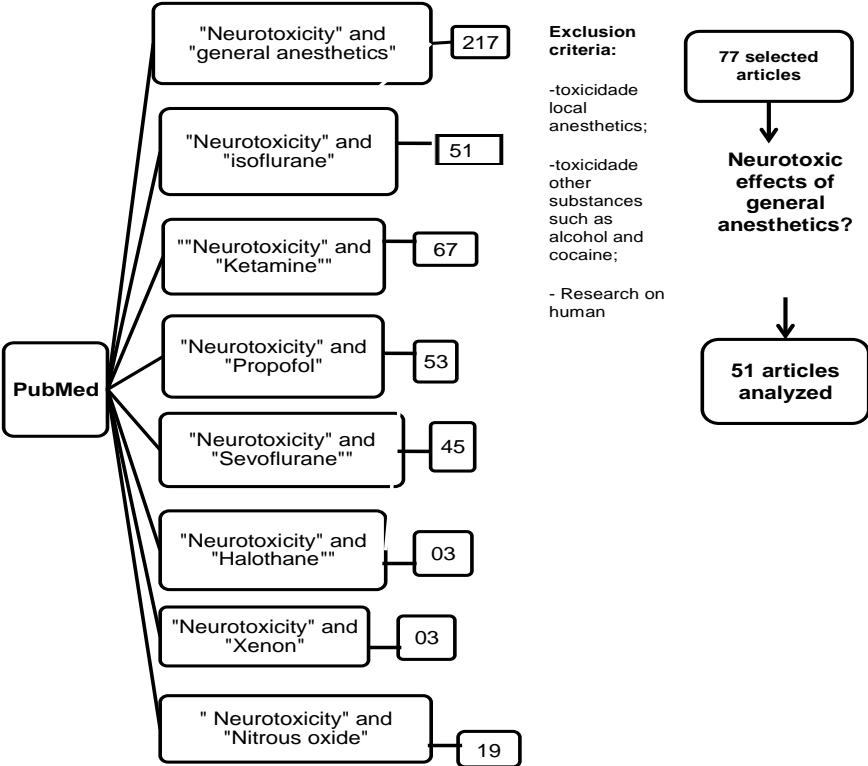 PubMed
"Neurotoxicity" and
"general anesthetics"
217
"Neurotoxicity" and
"isoflurane"
51
""Neurotoxicity" and
"Ketamine""
67
"Neurotoxicity" and
"Propofol"
53
"Neurotoxicity" and
"Sevoflurane""
45
"Neurotoxicity" and
"Halothane""
03
"Neurotoxicity" and
"Xenon"
03
" Neurotoxicity" and
"Nitrous oxide"
19
Exclusion
criteria:
-toxicidade
local
anesthetics;
-toxicidade
other
substances
such as
alcohol and
cocaine;
- Research on
human
77 selected
articles
Neurotoxic
effects of
general
anesthetics?
51 articles
analyzed